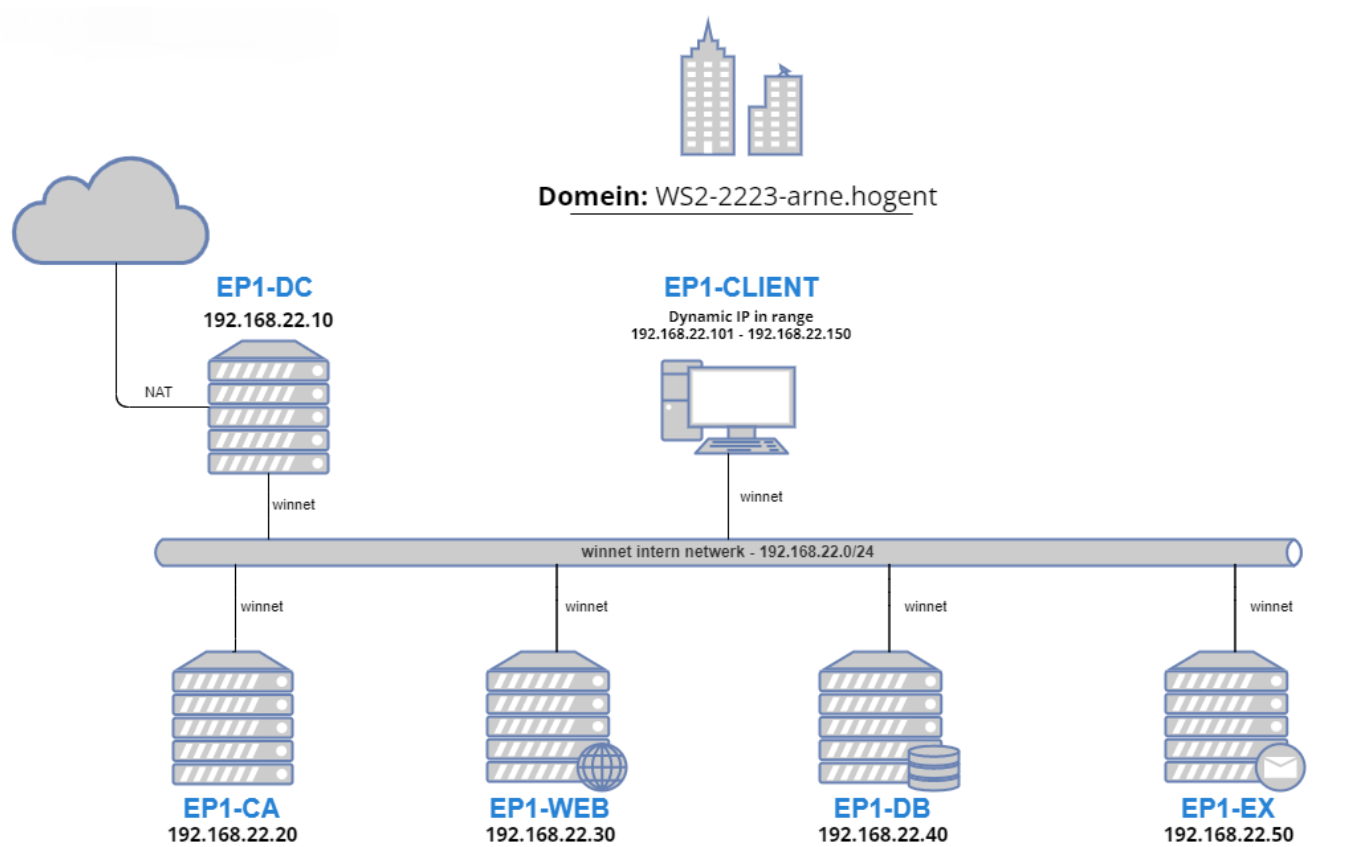 Domein: WS2-2223-arne.hogent
EP1-DC
192.168.22.10
EP1-CLIENT
Dynamic IP in range
192.168.22.101 - 192.168.22.150
NAT
winnet
winnet
winnet intern netwerk - 192.168.22.0/24
winnet
winnet
winnet
winnet
EP1-CA
192.168.22.20
EP1-WEB
192.168.22.30
EP1-DB
192.168.22.40
EP1-EX
192.168.22.50